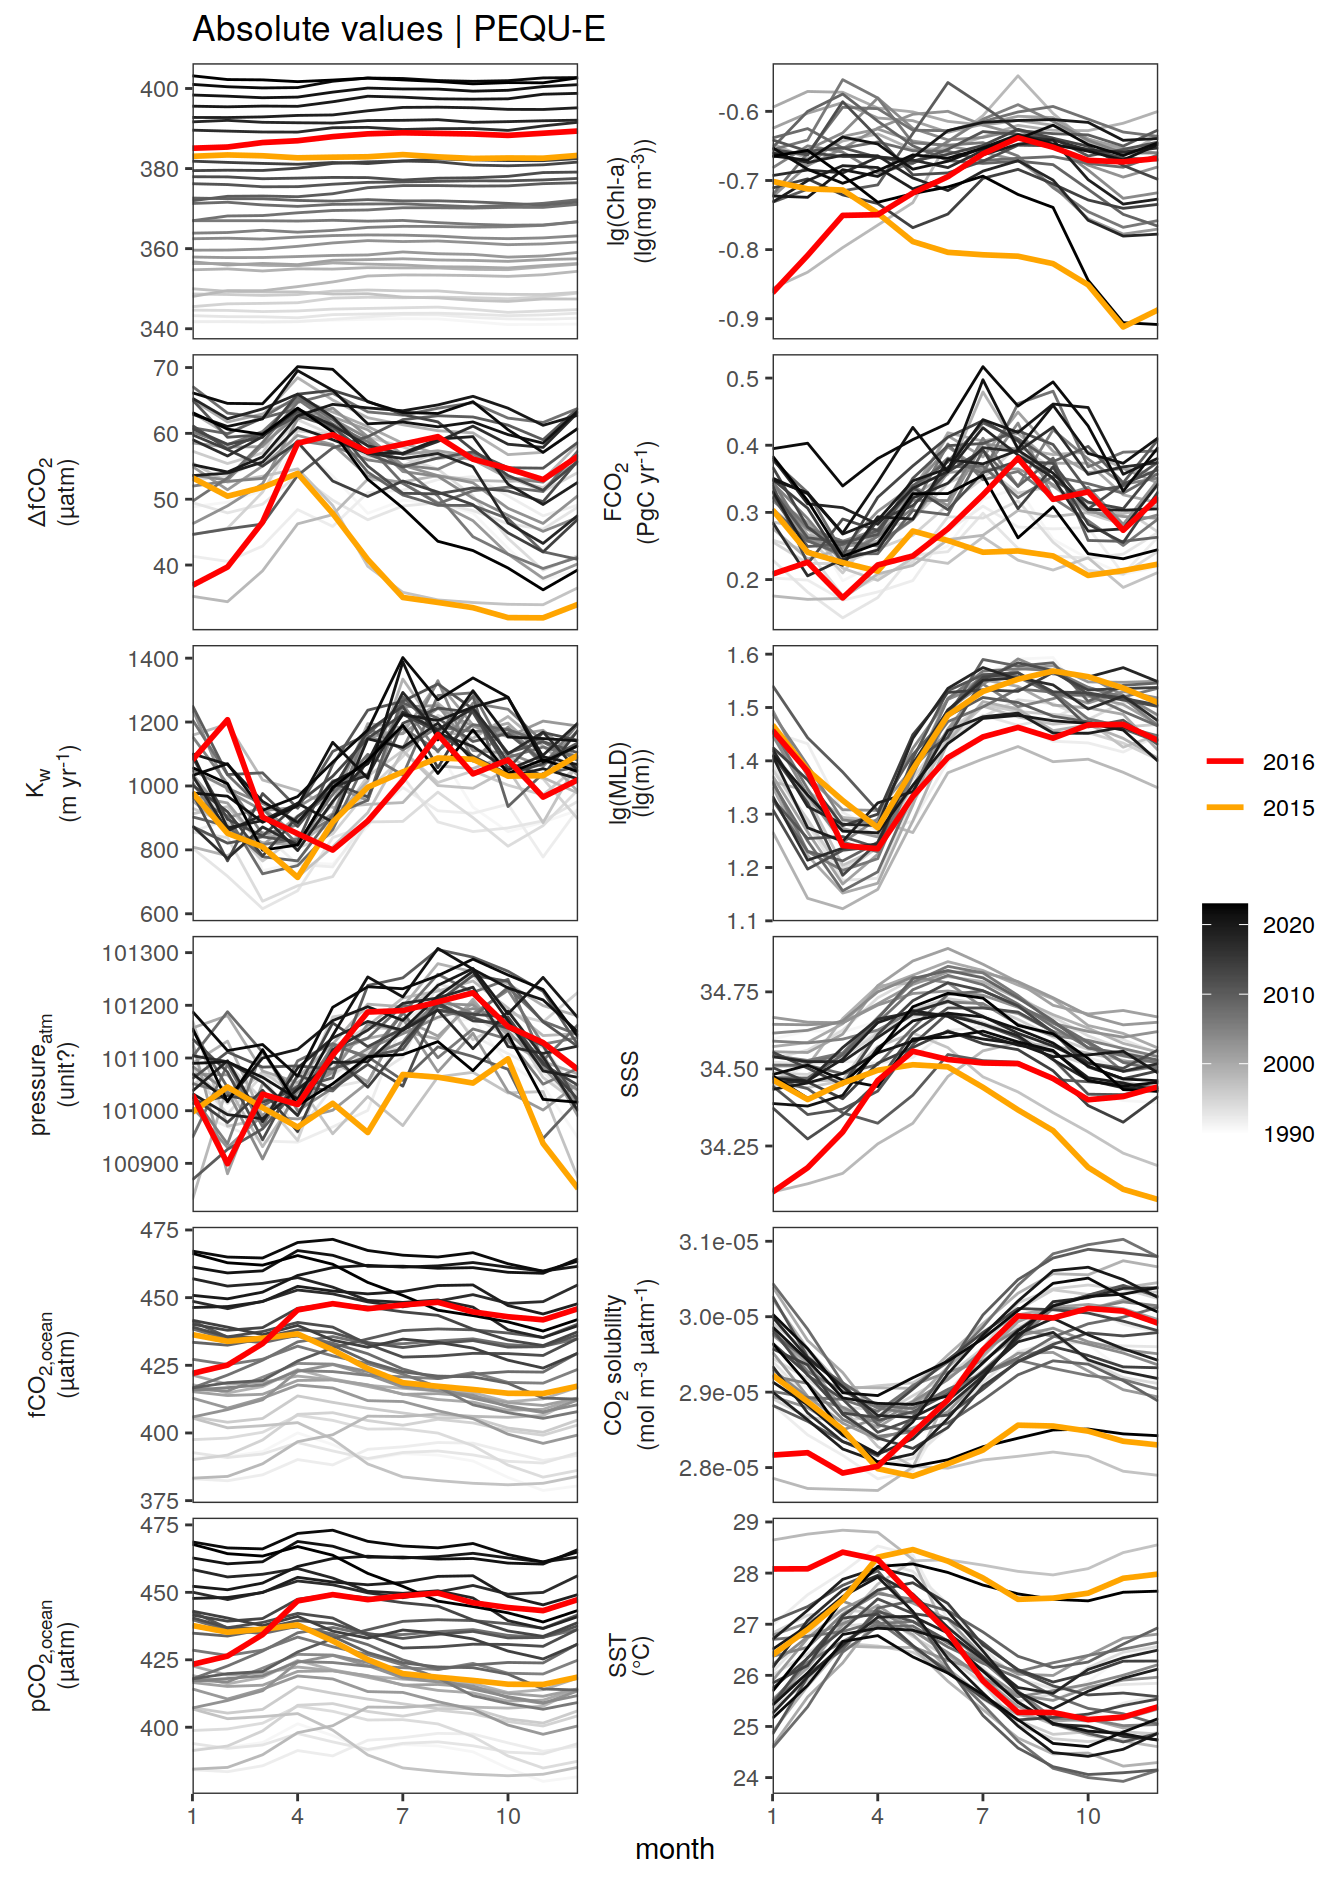 Absolute values | PEQU-E
400
380
360
340
lg(Chl-a)
(lg(mg m⁻³))
-0.6
-0.7
-0.8
-0.9
ΔfCO₂
(µatm)
70
60
50
40
FCO₂
(PgC yr⁻¹)
0.5
0.4
0.3
0.2
K_w
(m yr⁻¹)
1400
1200
1000
800
600
lg(MLD)
(lg(m))
1.6
1.5
1.4
1.3
1.2
1.1
pressure_atm
(unit?)
101300
101200
101100
101000
100900
SSS
34.75
34.50
34.25
fCO₂,ocean
(µatm)
475
450
425
400
375
CO₂ solubility
(mol m⁻³ µatm⁻¹)
3.1e-05
3.0e-05
2.9e-05
2.8e-05
pCO₂,ocean
(µatm)
475
450
425
400
SST
(°C)
29
28
27
26
25
24
1 4 7 10
1 4 7 10
month
2016
2015
2020
2010
2000
1990